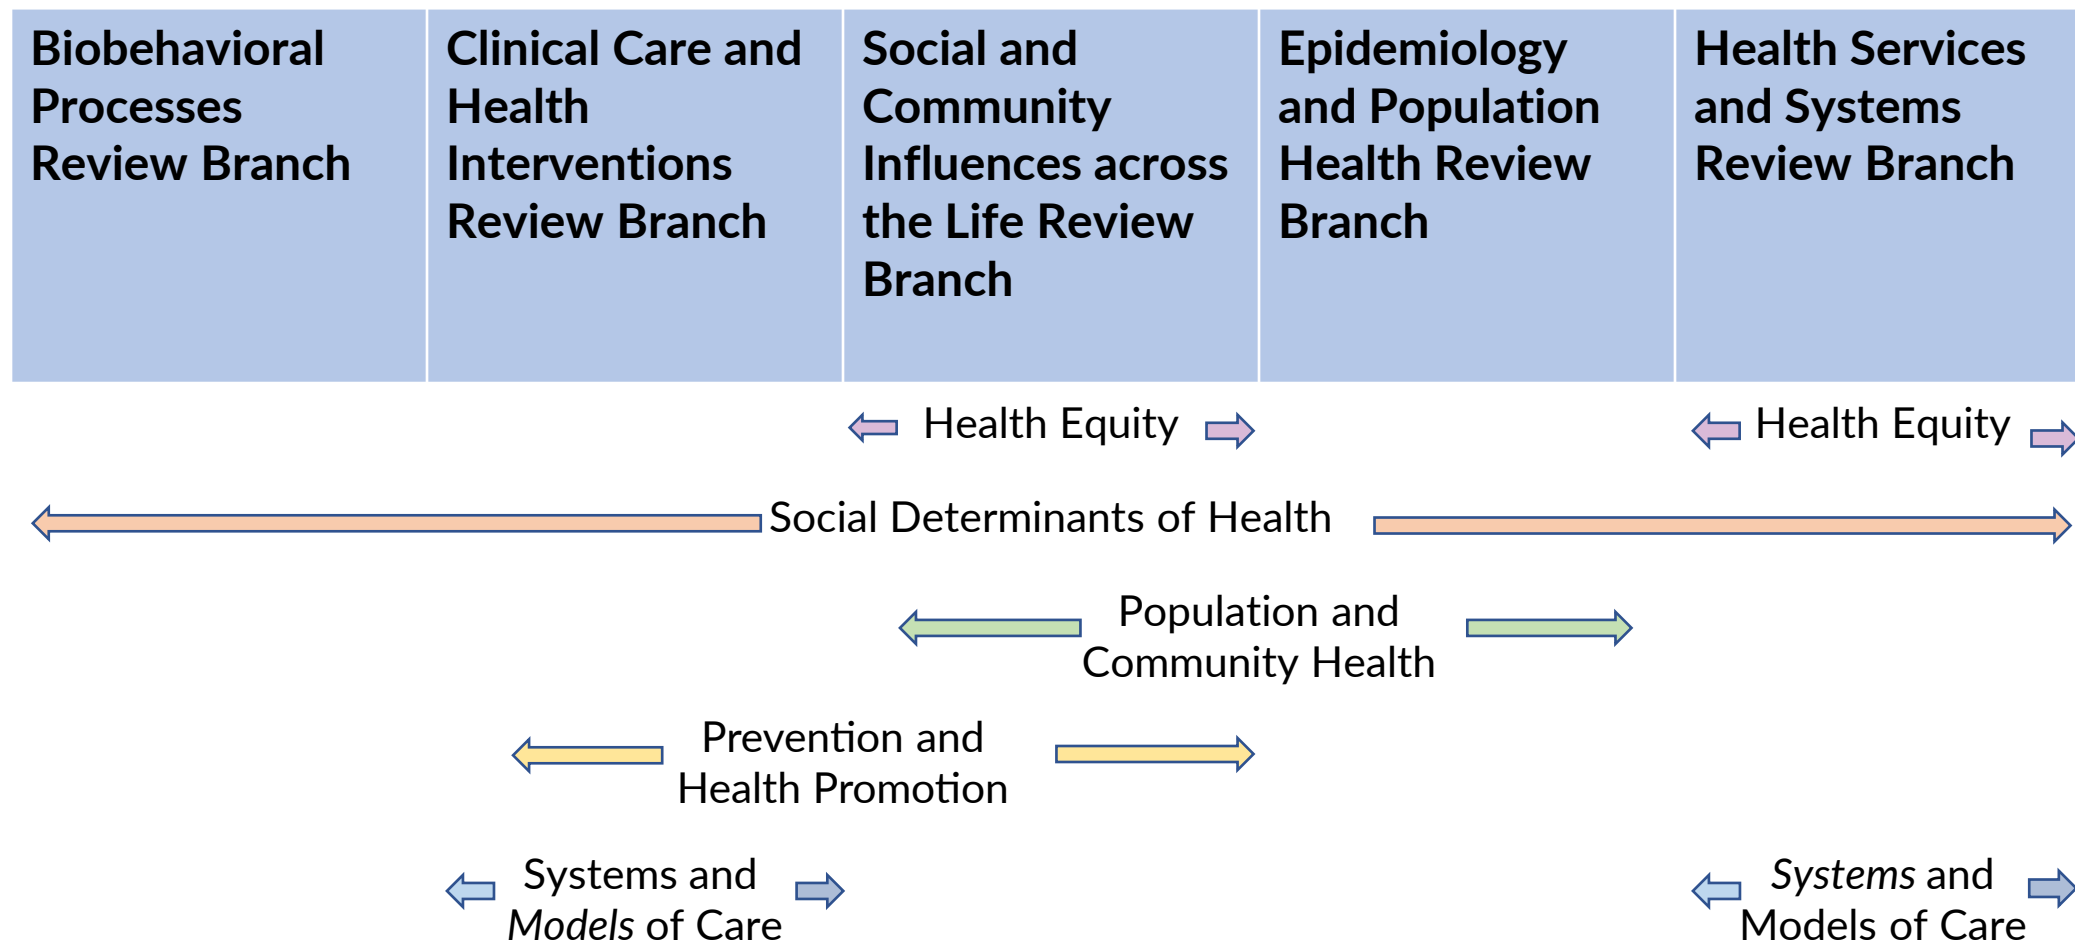 Biobehavioral
Processes
Review Branch
Clinical Care and
Health
Interventions
Review Branch
Social and
Community
Influences across
the Life Review
Branch
Epidemiology
and Population
Health Review
Branch
Health Services
and Systems
Review Branch
Health Equity
Health Equity
Social Determinants of Health
Population and
Community Health
Prevention and
Health Promotion
Systems and
Models of Care
Systems and
Models of Care